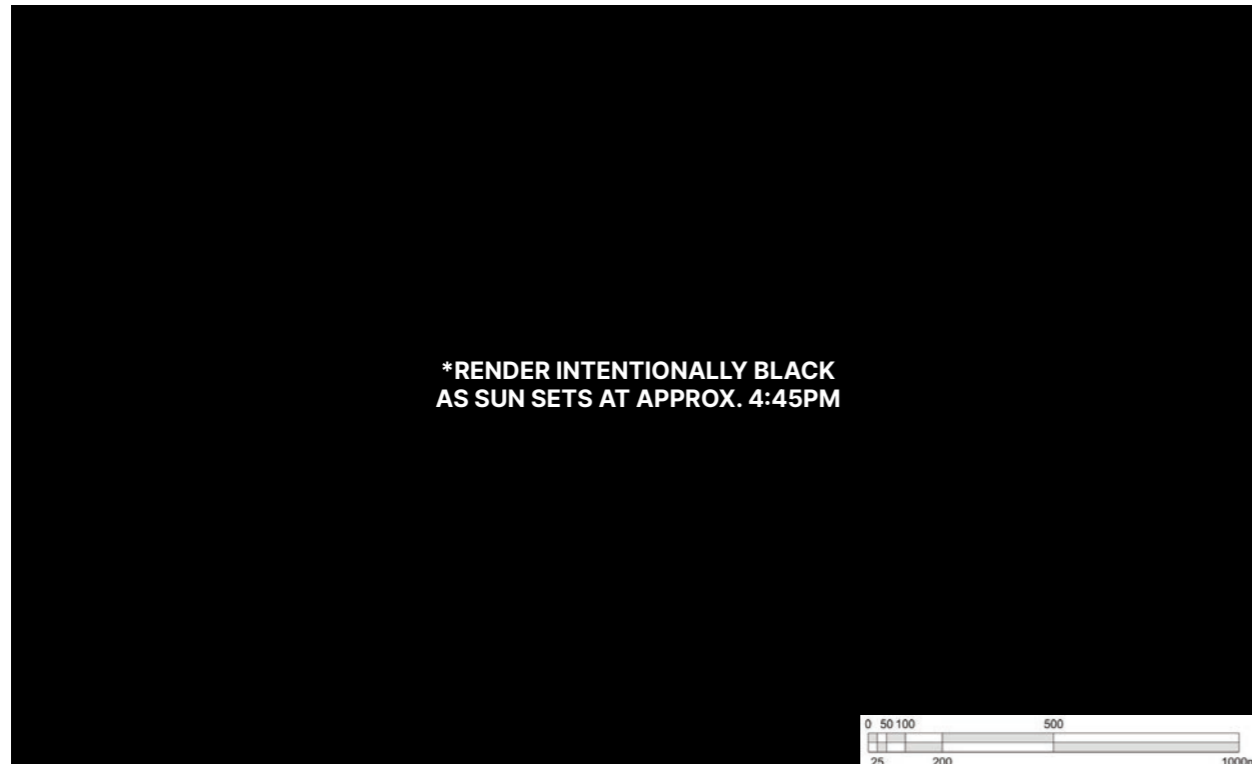 *RENDER INTENTIONALLY BLACK
AS SUN SETS AT APPROX. 4:45PM
0 50 100 500
25 200